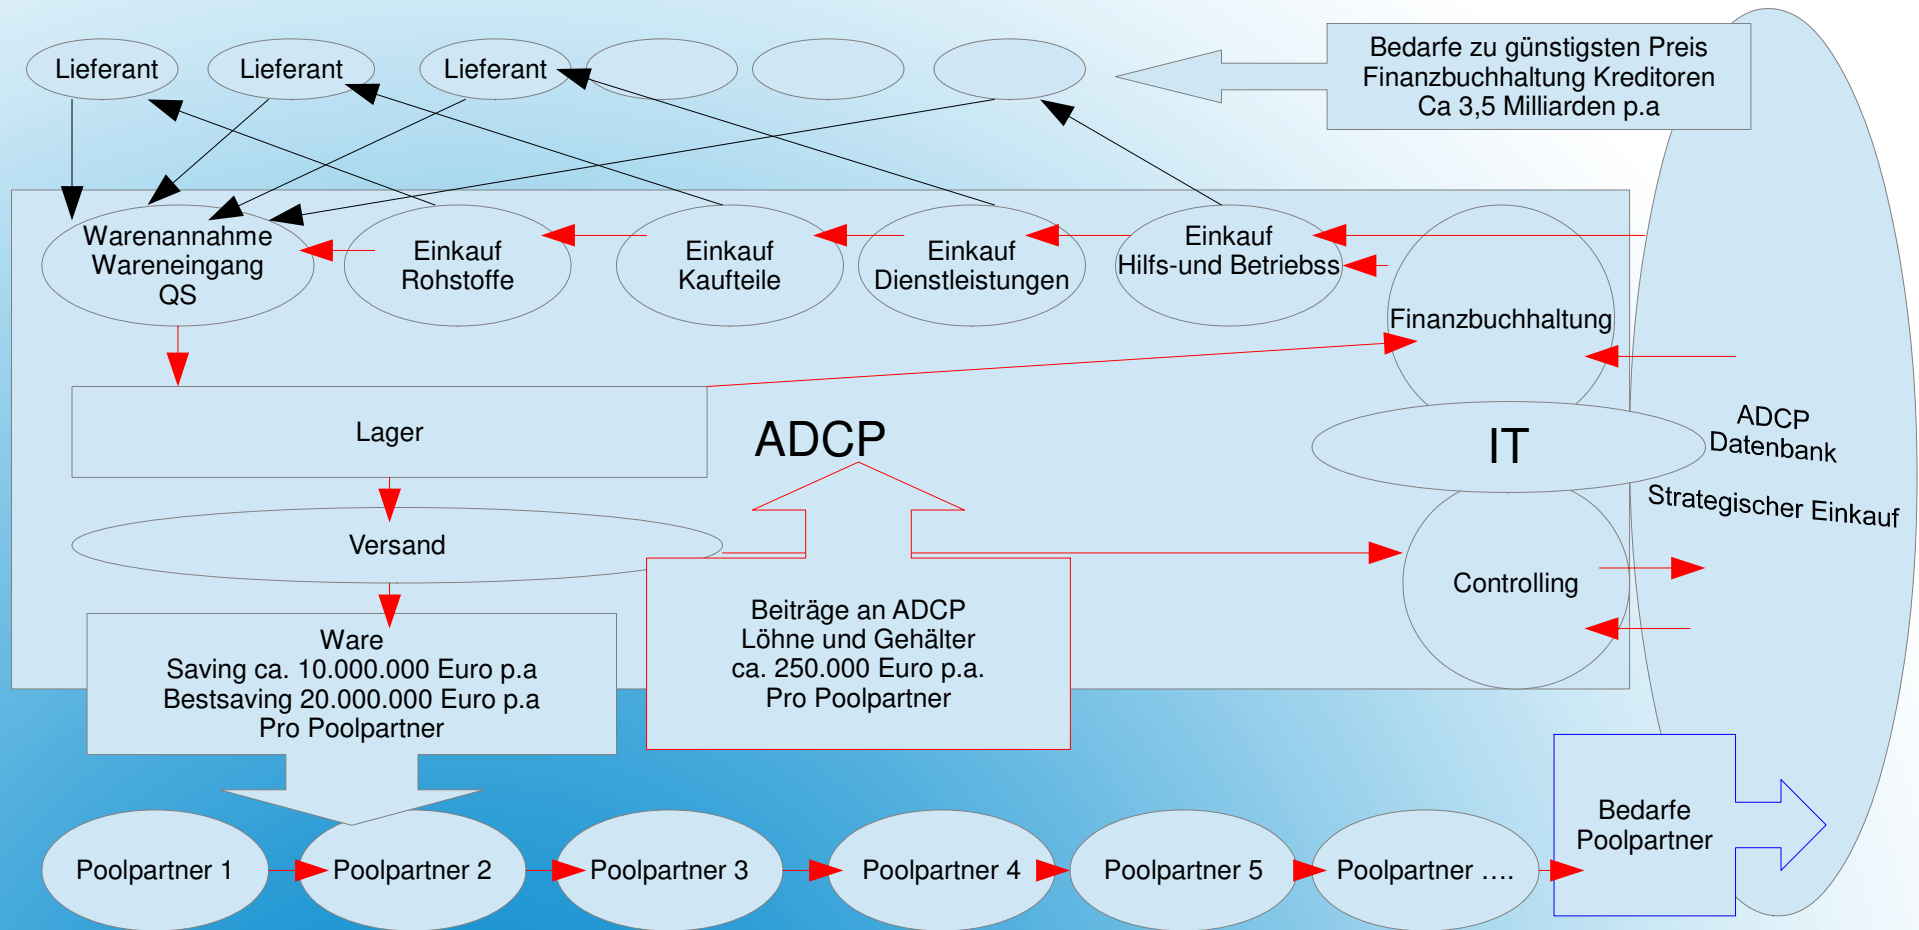 Lieferant
Lieferant
Lieferant
Bedarfe zu günstigsten Preis
Finanzbuchhaltung Kreditoren
Ca 3,5 Milliarden p.a
Warenannahme
Wareneingang
QS
Einkauf
Rohstoffe
Einkauf
Kaufteile
Einkauf
Dienstleistungen
Einkauf
Hilfs-und Betriebss
Finanzbuchhaltung
Lager
ADCP
IT
ADCP
Datenbank
Strategischer Einkauf
Versand
Controlling
Ware
Saving ca. 10.000.000 Euro p.a
Bestsaving 20.000.000 Euro p.a
Pro Poolpartner
Beiträge an ADCP
Löhne und Gehälter
ca. 250.000 Euro p.a.
Pro Poolpartner
Bedarfe
Poolpartner
Poolpartner 1
Poolpartner 2
Poolpartner 3
Poolpartner 4
Poolpartner 5
Poolpartner ....